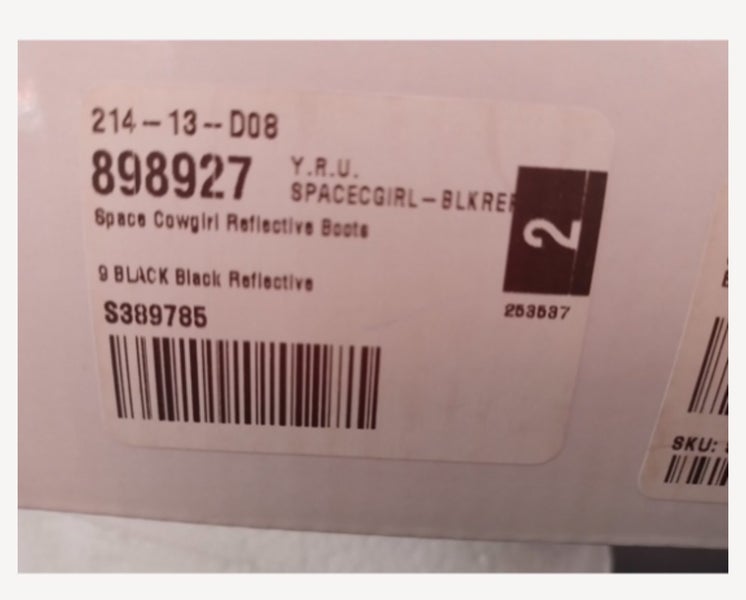 214-13--D08
898927
Y.R.U.
SPACECGIRL-BLKREF
Space Cowgirl Reflective Boots
2
9 BLACK Black Reflective
253537
S389785
SKU: